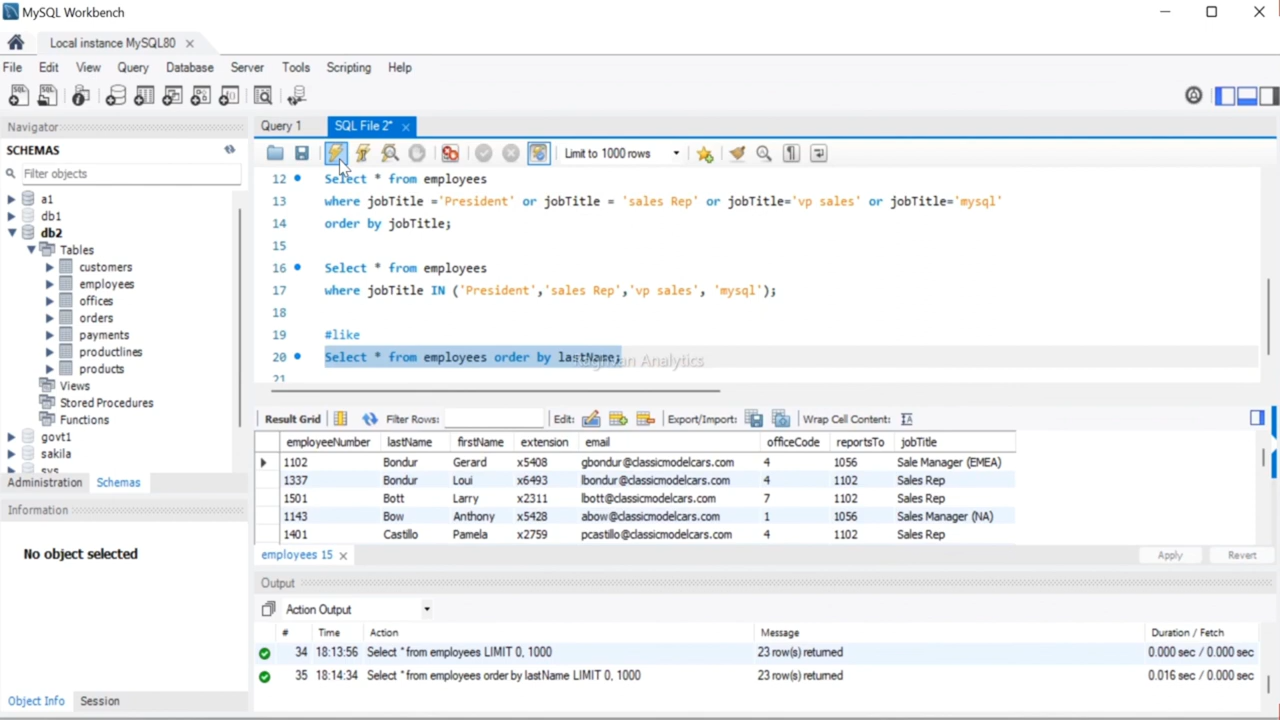 MySQL Workbench
Local instance MySQL80
File Edit View Query Database Server Tools Scripting Help
Navigator
SCHEMAS
Filter objects
a1
db1
db2
Tables
customers
employees
offices
orders
payments
productlines
products
Views
Stored Procedures
Functions
govt1
sakila
sys
Administration Schemas
Information
No object selected
Object Info Session
Query 1 SQL File 2*
Limit to 1000 rows
12 Select * from employees
13 where jobTitle ='President' or jobTitle = 'sales Rep' or jobTitle='vp sales' or jobTitle='mysql'
14 order by jobTitle;
15
16 Select * from employees
17 where jobTitle IN ('President','sales Rep','vp sales', 'mysql');
18
19 #like
20 Select * from employees order by lastName;
Raghvan Analytics
21
Result Grid Filter Rows: Edit: Export/Import: Wrap Cell Content:
employeeNumber lastName firstName extension email officeCode reportsTo jobTitle
1102 Bondur Gerard x5408 gbondur@classicmodelcars.com 4 1056 Sale Manager (EMEA)
1337 Bondur Loui x6493 lbondur@classicmodelcars.com 4 1102 Sales Rep
1501 Bott Larry x2311 lbott@classicmodelcars.com 7 1102 Sales Rep
1143 Bow Anthony x5428 abow@classicmodelcars.com 1 1056 Sales Manager (NA)
1401 Castillo Pamela x2759 pcastillo@classicmodelcars.com 4 1102 Sales Rep
employees 15 Apply Revert
Output
Action Output
# Time Action Message Duration / Fetch
34 18:13:56 Select * from employees LIMIT 0, 1000 23 row(s) returned 0.000 sec / 0.000 sec
35 18:14:34 Select * from employees order by lastName LIMIT 0, 1000 23 row(s) returned 0.016 sec / 0.000 sec